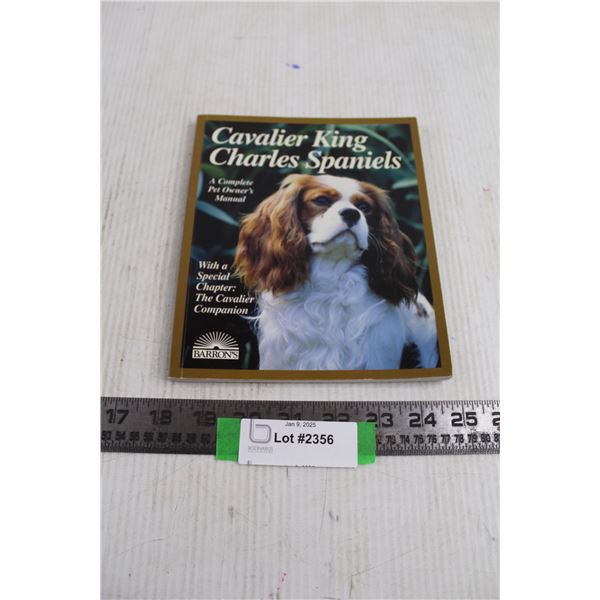 Cavalier King
Charles Spaniels
A Complete
Pet Owner's
Manual
With a
Special
Chapter:
The Cavalier
Companion
BARRON'S
17 18 19 20 21 22 23 24 25
Jan 9, 2025
Lot #2356